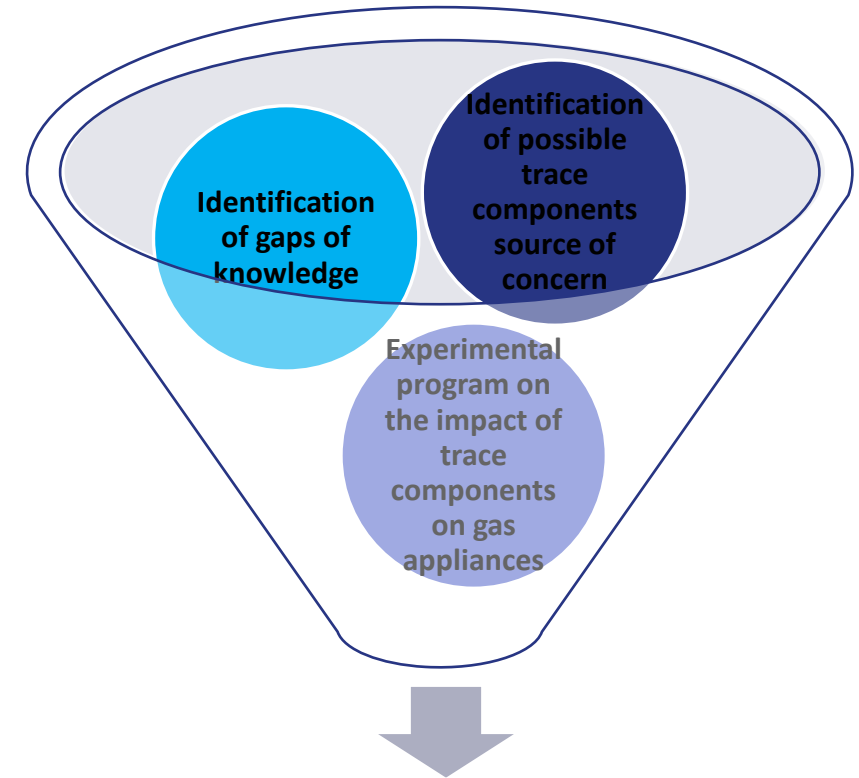 Identification
of gaps of
knowledge
Identification
of possible
trace
components
source of
concern
Experimental
program on
the impact of
trace
components
on gas
appliances